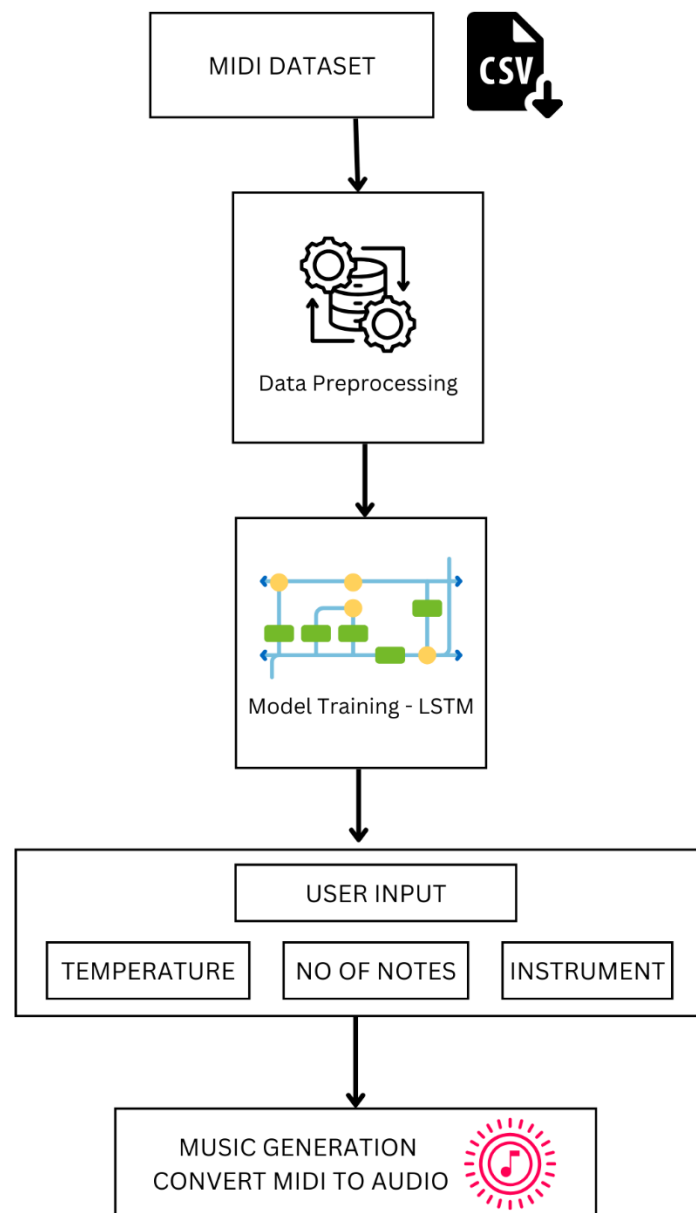 MIDI DATASET
CSV
Data Preprocessing
Model Training - LSTM
USER INPUT
TEMPERATURE
NO OF NOTES
INSTRUMENT
MUSIC GENERATION
CONVERT MIDI TO AUDIO